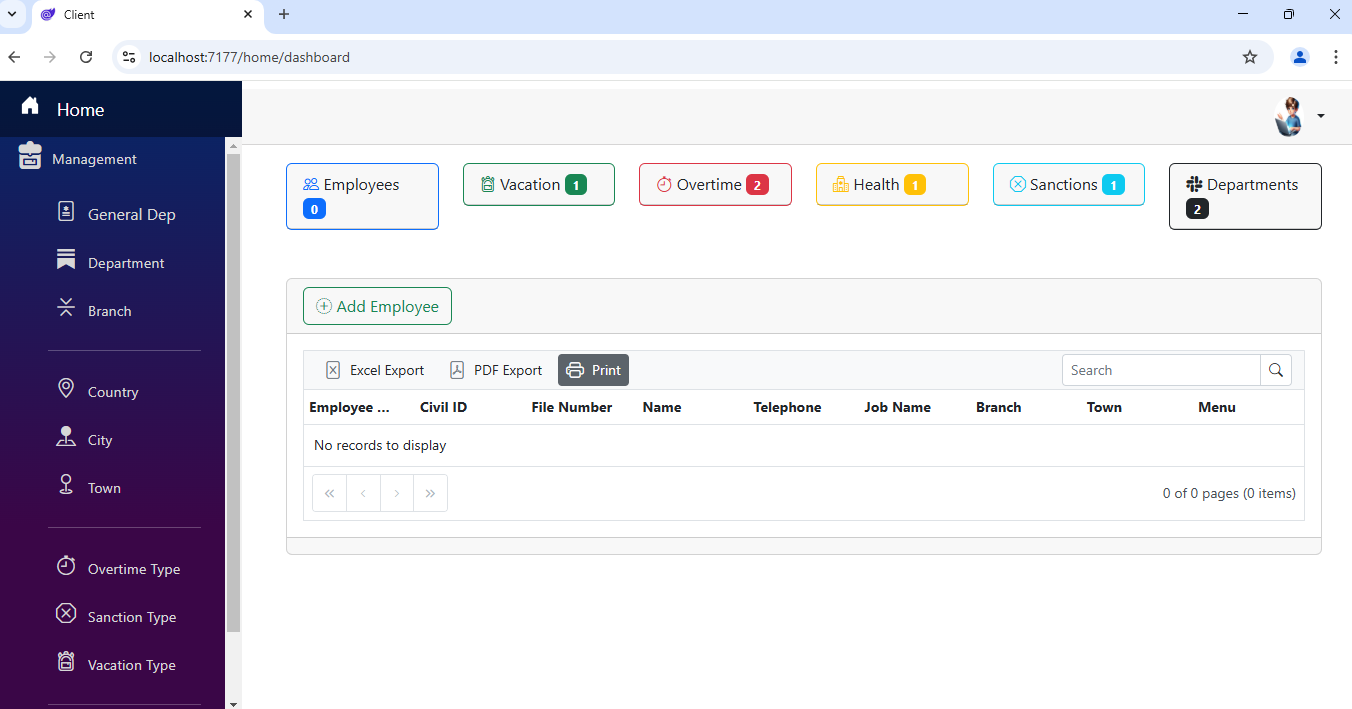 Client
localhost:7177/home/dashboard
Home
Management
General Dep
Department
Branch
Country
City
Town
Overtime Type
Sanction Type
Vacation Type
Employees
0
Vacation 1
Overtime 2
Health 1
Sanctions 1
Departments
2
Add Employee
Excel Export PDF Export Print Search
Employee ... Civil ID File Number Name Telephone Job Name Branch Town Menu
No records to display
0 of 0 pages (0 items)